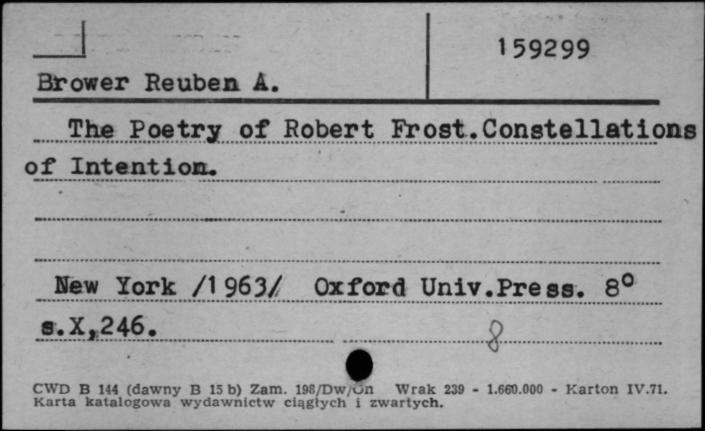 159299
Brower Reuben A.
The Poetry of Robert Frost.Constellations
of Intention.
New York /1963/ Oxford Univ.Press. 8°
s.X,246.
8
CWD B 144 (dawny B 15 b) Zam. 198/Dw/Gn Wrak 239 - 1.660.000 - Karton IV.71.
Karta katalogowa wydawnictw ciągłych i zwartych.